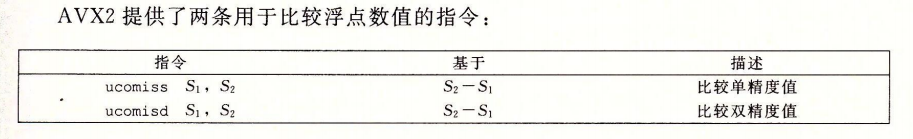 AVX2 提供了两条用于比较浮点数值的指令：
指令 基于 描述
ucomiss S₁，S₂ S₂－S₁ 比较单精度值
ucomisd S₁，S₂ S₂－S₁ 比较双精度值